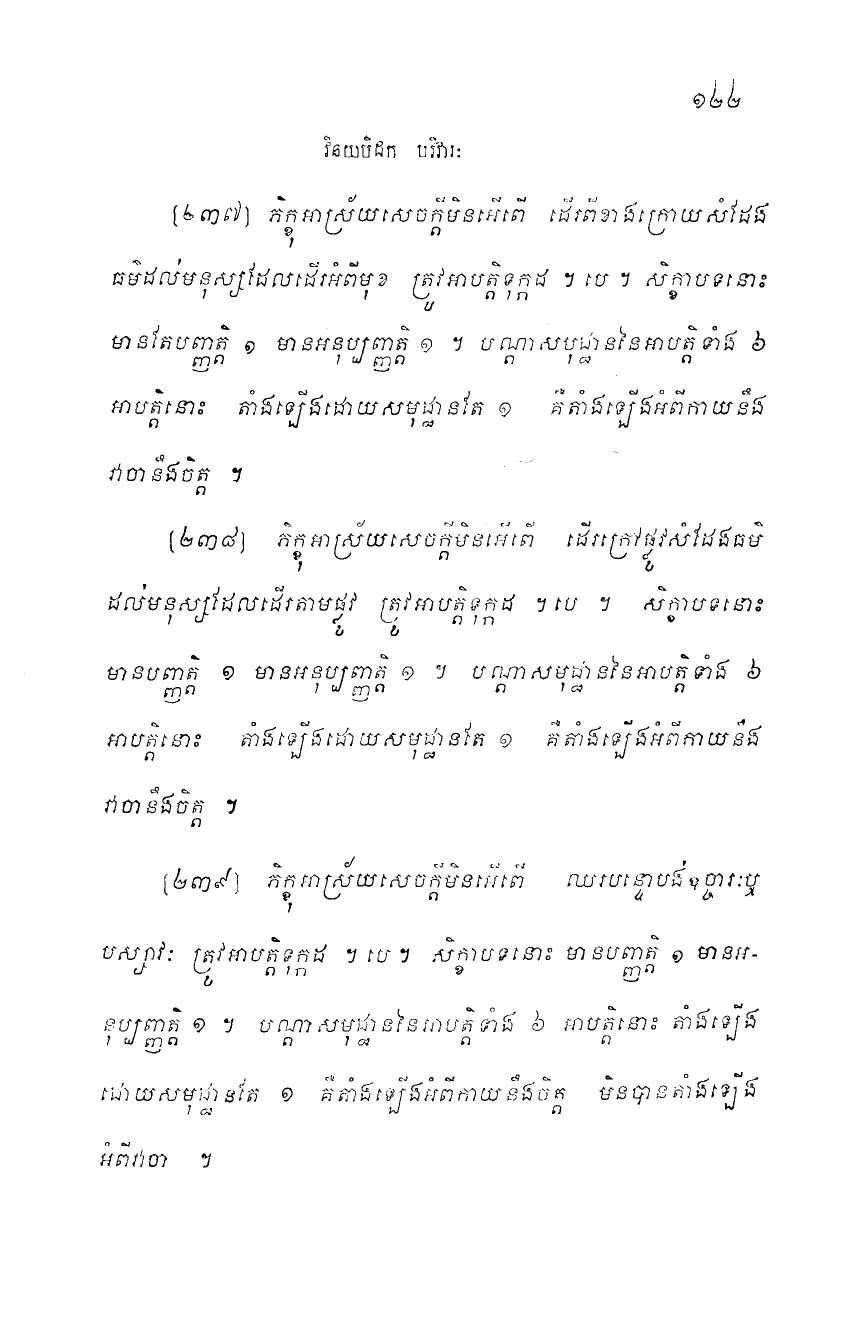 ១៤៤
វិនយបិដក បរិវារៈ
[២៣៧] ភិក្ខុអាស្រ័យសេចក្តីមិនអើពើ ដើរពីខាងក្រោយសំដែង
ធម៌ដល់មនុស្សដែលដើរអំពីមុខ ត្រូវអាបត្តិទុក្កដ ។ បេ ។ សិក្ខាបទនោះ
មានតែបញ្ញត្តិ ១ មានអនុប្បញ្ញត្តិ ១ ។ បណ្តាសមុដ្ឋាននៃអាបត្តិទាំង ៦
អាបត្តិនោះ តាំងឡើងដោយសមុដ្ឋានតែ ១ គឺតាំងឡើងអំពីកាយនឹង
វាចានឹងចិត្ត ។
[២៣៨] ភិក្ខុអាស្រ័យសេចក្តីមិនអើពើ ដើរក្រៅផ្លូវសំដែងធម៌
ដល់មនុស្សដែលដើរតាមផ្លូវ ត្រូវអាបត្តិទុក្កដ ។ បេ ។ សិក្ខាបទនោះ
មានបញ្ញត្តិ ១ មានអនុប្បញ្ញត្តិ ១ ។ បណ្តាសមុដ្ឋាននៃអាបត្តិទាំង ៦
អាបត្តិនោះ តាំងឡើងដោយសមុដ្ឋានតែ ១ គឺតាំងឡើងអំពីកាយនឹង
វាចានឹងចិត្ត ។
[២៣៩] ភិក្ខុអាស្រ័យសេចក្តីមិនអើពើ ឈរបន្ទោបង់ឧច្ចារៈឬ
បស្សាវៈ ត្រូវអាបត្តិទុក្កដ ។ បេ ។ សិក្ខាបទនោះ មានបញ្ញត្តិ ១ មានអ-
នុប្បញ្ញត្តិ ១ ។ បណ្តាសមុដ្ឋាននៃអាបត្តិទាំង ៦ អាបត្តិនោះ តាំងឡើង
ដោយសមុដ្ឋានតែ ១ គឺតាំងឡើងអំពីកាយនឹងចិត្ត មិនបានតាំងឡើង
អំពីវាចា ។